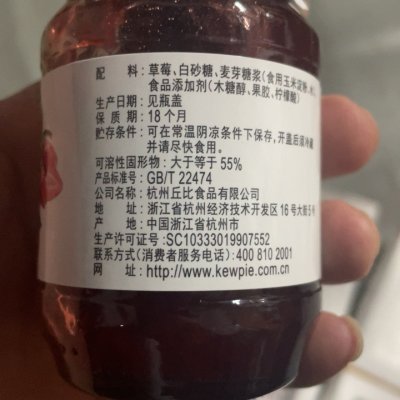 配 料：草莓、白砂糖、麦芽糖浆（食用玉米淀粉、水）、
食品添加剂（木糖醇、果胶、柠檬酸）
生产日期：见瓶盖
保 质 期：18个月
贮存条件：可在常温阴凉条件下保存，开盖后须冷藏
并请尽快食用。
可溶性固形物：大于等于55%
产品标准号：GB/T 22474
公司名称：杭州丘比食品有限公司
地 址：浙江省杭州经济技术开发区16号大街5号
产 地：中国浙江省杭州市
生产许可证号：SC10333019907552
联系方式（消费者服务电话）：400 810 2001
网 址：http://www.kewpie.com.cn